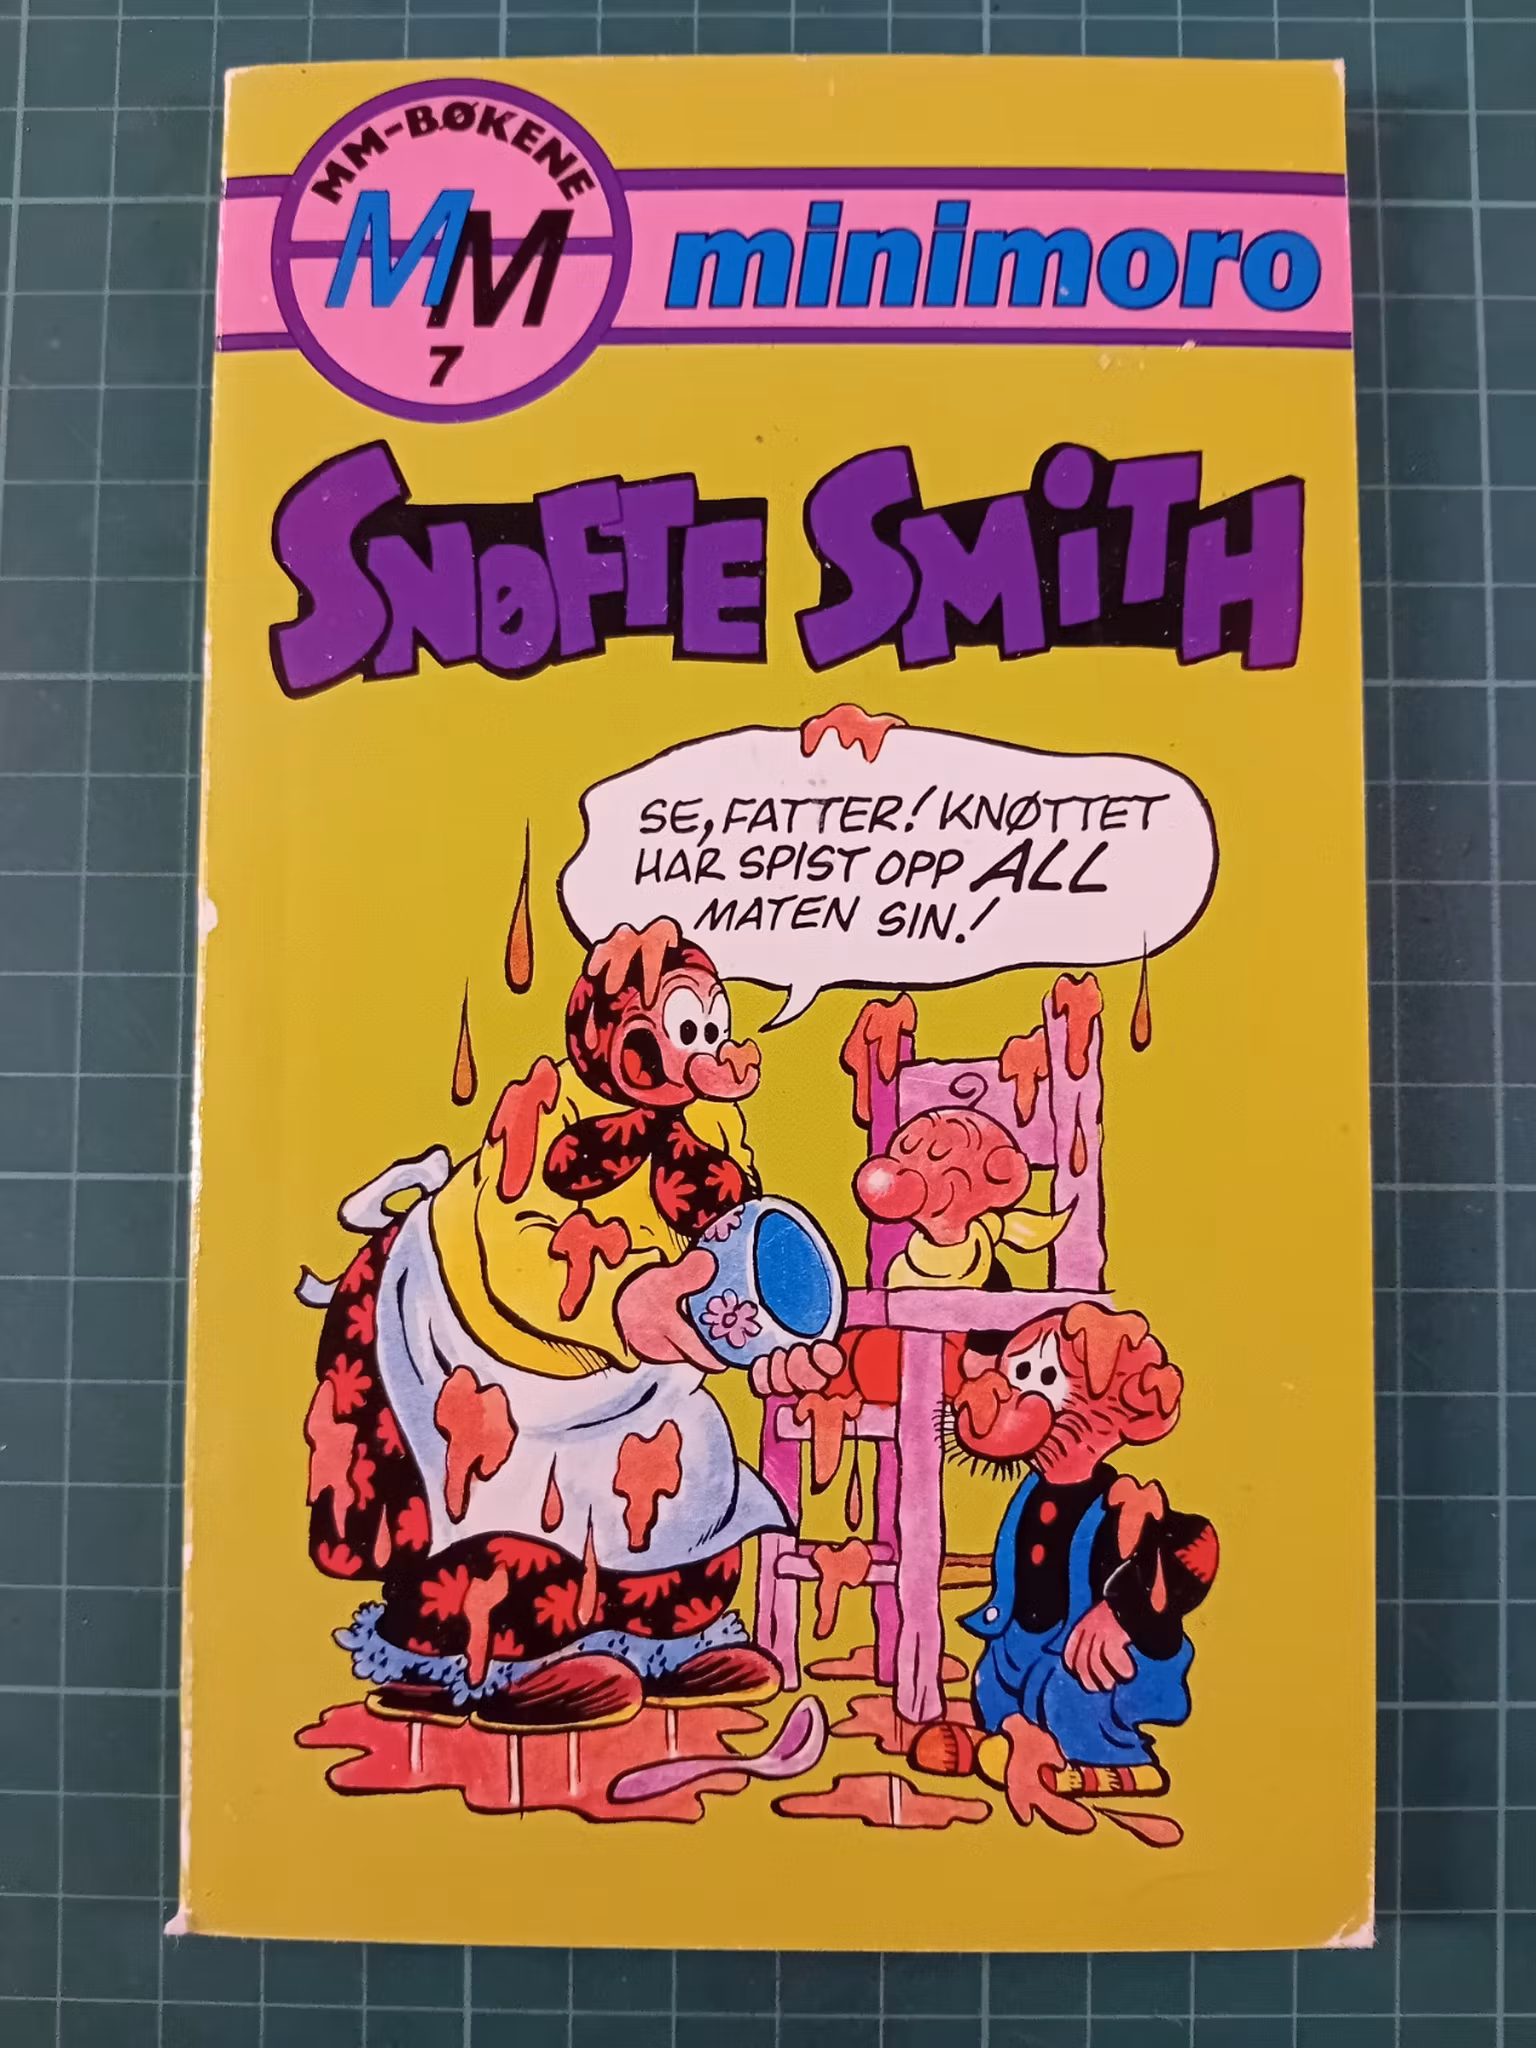 MM-BØKENE
MM
7
minimoro
SNØFTE SMiTH
SE, FATTER! KNØTTET
HAR SPIST OPP ALL
MATEN SIN!